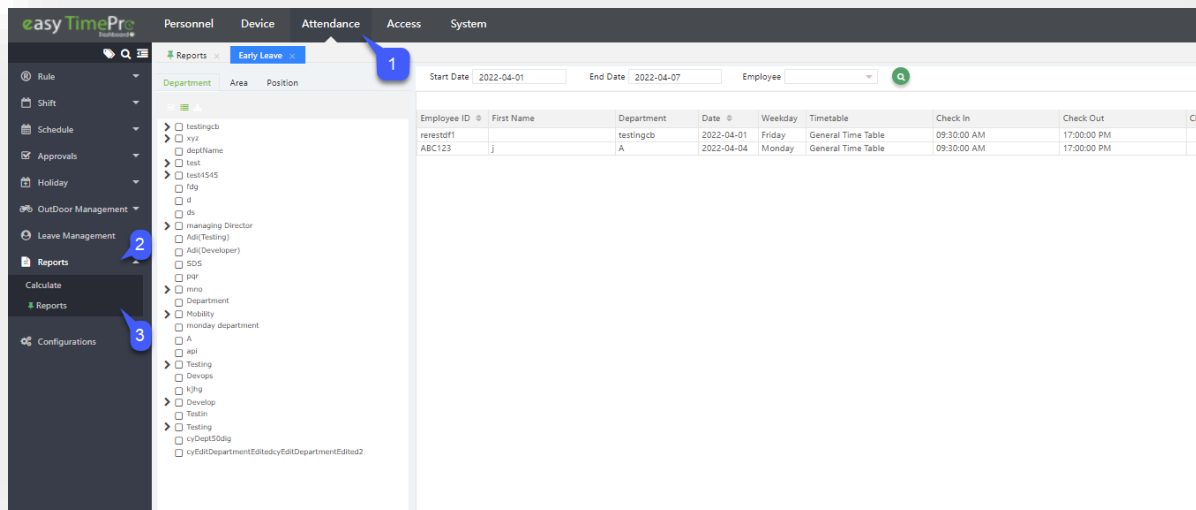 easy TimePro
Dashboard
Personnel Device Attendance Access System
1
Reports × Early Leave ×
Rule
Shift
Schedule
Approvals
Holiday
OutDoor Management
Leave Management
2
Reports
Calculate
Reports
3
Configurations
Department Area Position
testingcb
xyz
deptName
test
test4545
fdg
d
ds
managing Director
Adi(Testing)
Adi(Developer)
SDS
pqr
mno
Department
Mobility
monday department
A
api
Testing
Devops
kjhg
Develop
Testin
Testing
cyDept50dig
cyEditDepartmentEditedcyEditDepartmentEdited2
Start Date 2022-04-01 End Date 2022-04-07 Employee
Employee ID First Name Department Date Weekday Timetable Check In Check Out
rerestdf1 testingcb 2022-04-01 Friday General Time Table 09:30:00 AM 17:00:00 PM
ABC123 j A 2022-04-04 Monday General Time Table 09:30:00 AM 17:00:00 PM